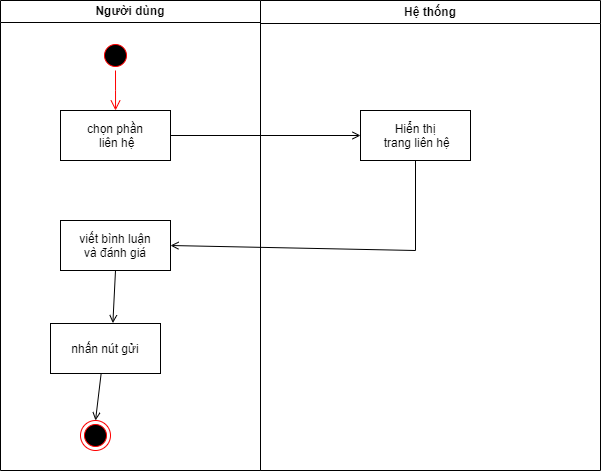 Người dùng
Hệ thống
chọn phần
liên hệ
Hiển thị
trang liên hệ
viết bình luận
và đánh giá
nhấn nút gửi